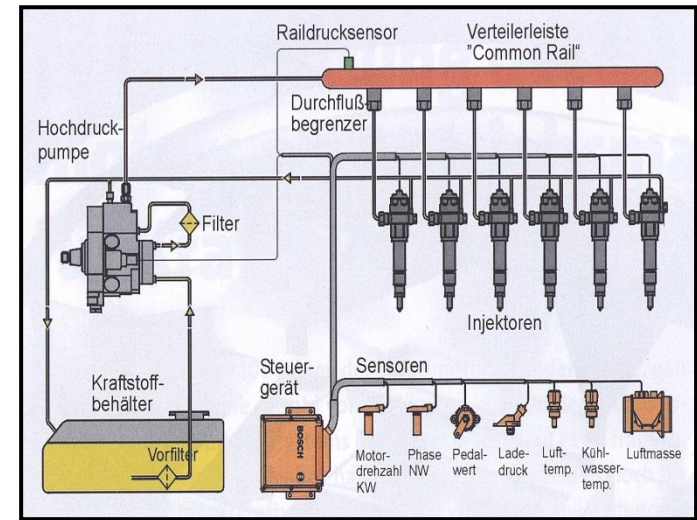 Raildrucksensor
Verteilerleiste
"Common Rail“
Durchfluß-
begrenzer
Hochdruck-
pumpe
Filter
Injektoren
Kraftstoff-
behälter
Vorfilter
Steuer-
gerät
BOSCH
Sensoren
Motor-
drehzahl
KW
Phase
NW
Pedal-
wert
Lade-
druck
Luft-
temp.
Kühl-
wasser-
temp.
Luftmasse